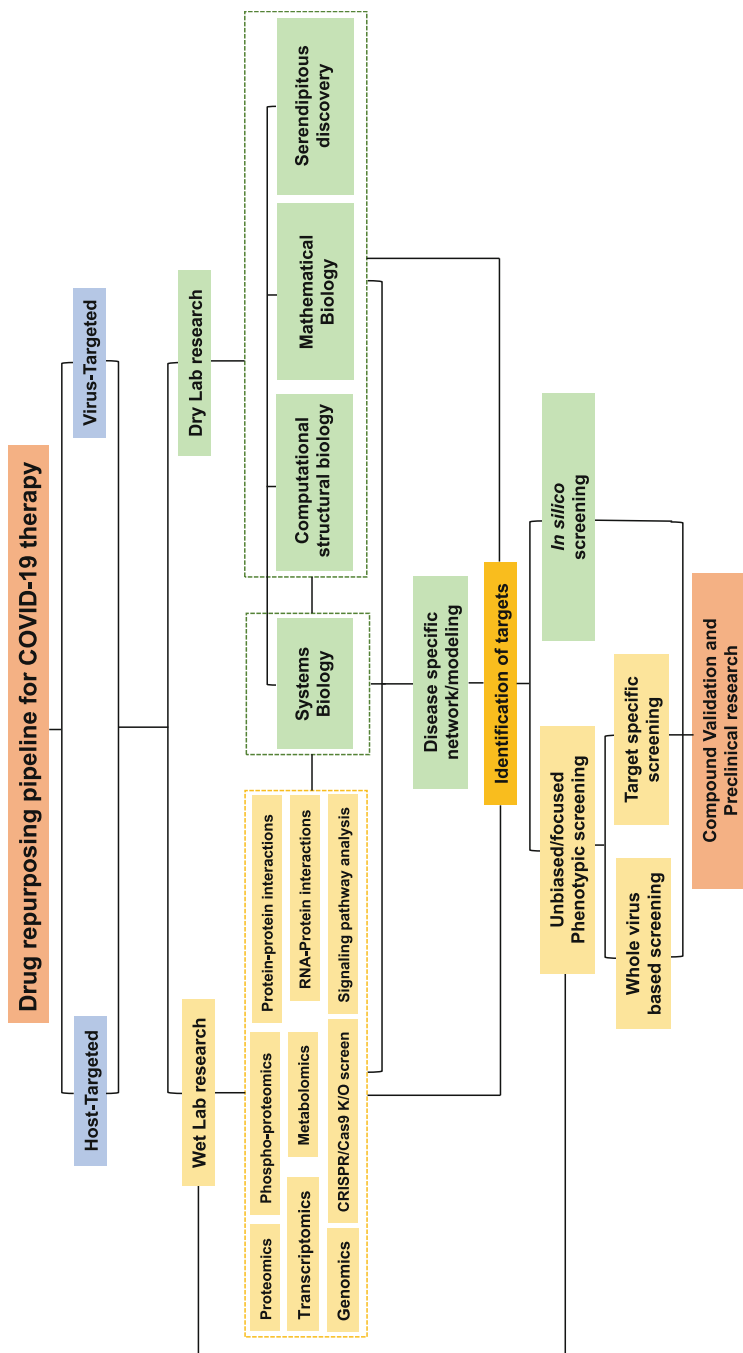 Drug repurposing pipeline for COVID-19 therapy
Host-Targeted
Virus-Targeted
Wet Lab research
Dry Lab research
Proteomics
Phospho-proteomics
Protein-protein interactions
Transcriptomics
Metabolomics
RNA-Protein interactions
Genomics
CRISPR/Cas9 K/O screen
Signaling pathway analysis
Systems
Biology
Computational
structural biology
Mathematical
Biology
Serendipitous
discovery
Disease specific
network/modeling
Identification of targets
Unbiased/focused
Phenotypic screening
In silico
screening
Whole virus
based screening
Target specific
screening
Compound Validation and
Preclinical research